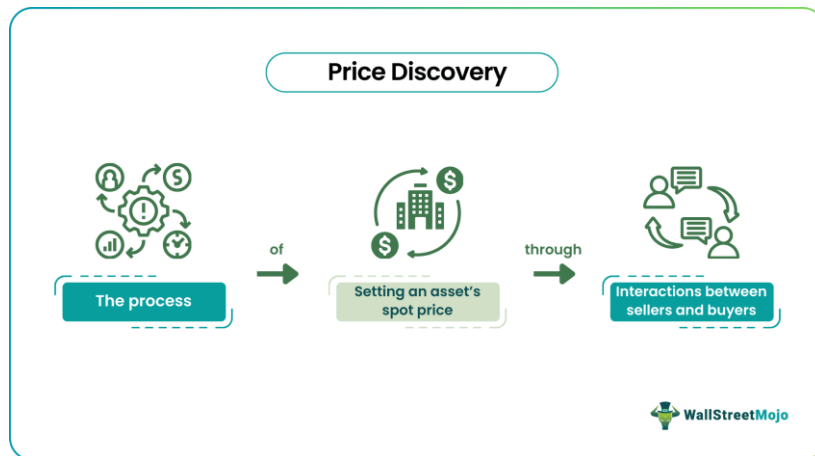 Price Discovery
of
through
The process
Setting an asset's
spot price
Interactions between
sellers and buyers
WallStreetMojo